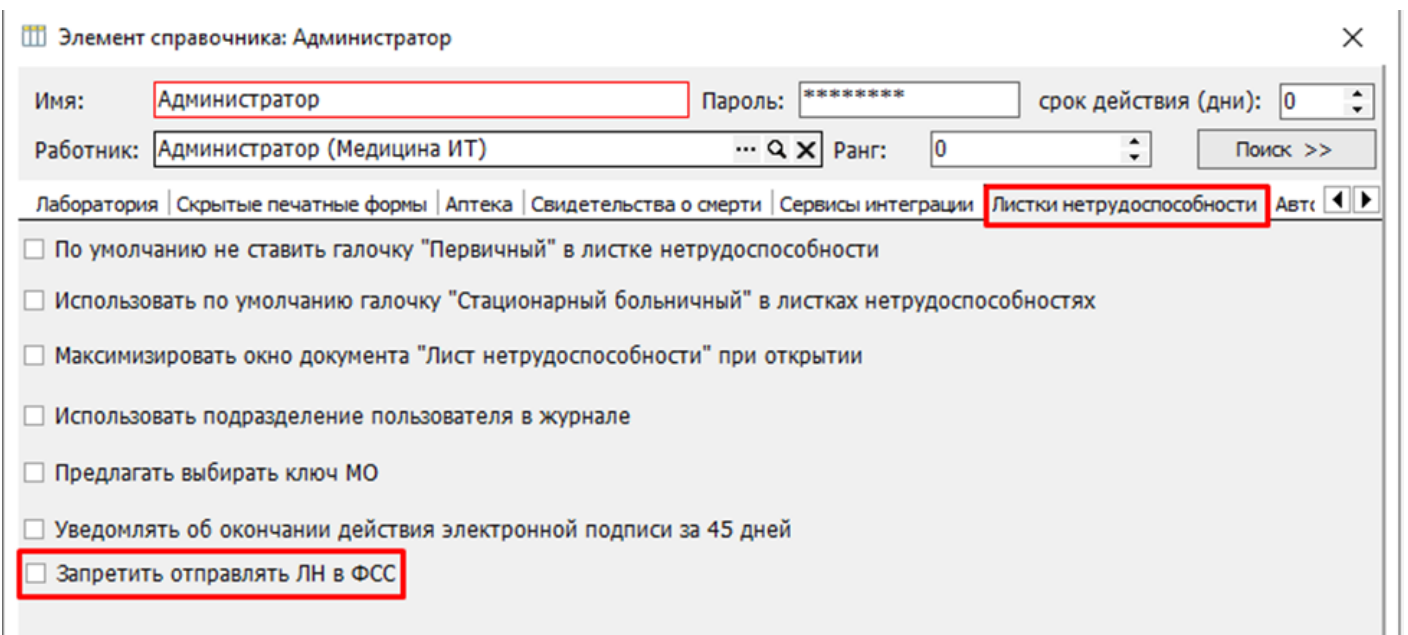 Элемент справочника: Администратор
Имя: Администратор Пароль: ******** срок действия (дни): 0
Работник: Администратор (Медицина ИТ) ... Ранг: 0 Поиск >>
Лаборатория Скрытые печатные формы Аптека Свидетельства о смерти Сервисы интеграции Листки нетрудоспособности Авто
По умолчанию не ставить галочку "Первичный" в листке нетрудоспособности
Использовать по умолчанию галочку "Стационарный больничный" в листках нетрудоспособностях
Максимизировать окно документа "Лист нетрудоспособности" при открытии
Использовать подразделение пользователя в журнале
Предлагать выбирать ключ МО
Уведомлять об окончании действия электронной подписи за 45 дней
Запретить отправлять ЛН в ФСС